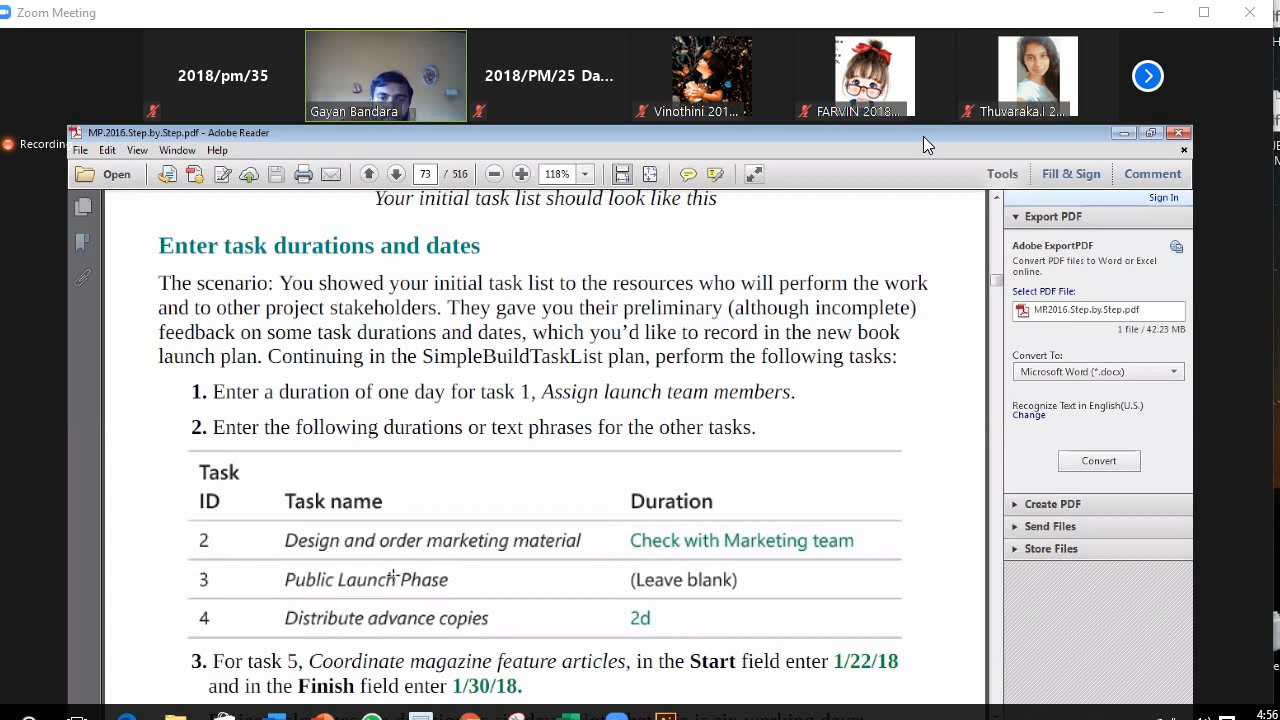 Zoom Meeting
2018/pm/35
Gayan Bandara
2018/PM/25 Da...
Vinothini 201...
FARVIN 2018...
Thuvaraka.I 2...
Recording
MP.2016.Step.by.Step.pdf - Adobe Reader
File Edit View Window Help
Open 73 / 516 118% Tools Fill & Sign Comment
Sign In
Your initial task list should look like this
Enter task durations and dates
The scenario: You showed your initial task list to the resources who will perform the work
and to other project stakeholders. They gave you their preliminary (although incomplete)
feedback on some task durations and dates, which you'd like to record in the new book
launch plan. Continuing in the SimpleBuildTaskList plan, perform the following tasks:
1. Enter a duration of one day for task 1, Assign launch team members.
2. Enter the following durations or text phrases for the other tasks.
Task
ID Task name Duration
2 Design and order marketing material Check with Marketing team
3 Public Launch Phase (Leave blank)
4 Distribute advance copies 2d
3. For task 5, Coordinate magazine feature articles, in the Start field enter 1/22/18
and in the Finish field enter 1/30/18.
Export PDF
Adobe ExportPDF
Convert PDF files to Word or Excel
online.
Select PDF File:
MP.2016.Step.by.Step.pdf
1 file / 42.23 MB
Convert To:
Microsoft Word (*.docx)
Recognize Text in English(U.S.)
Change
Convert
Create PDF
Send Files
Store Files
4:56